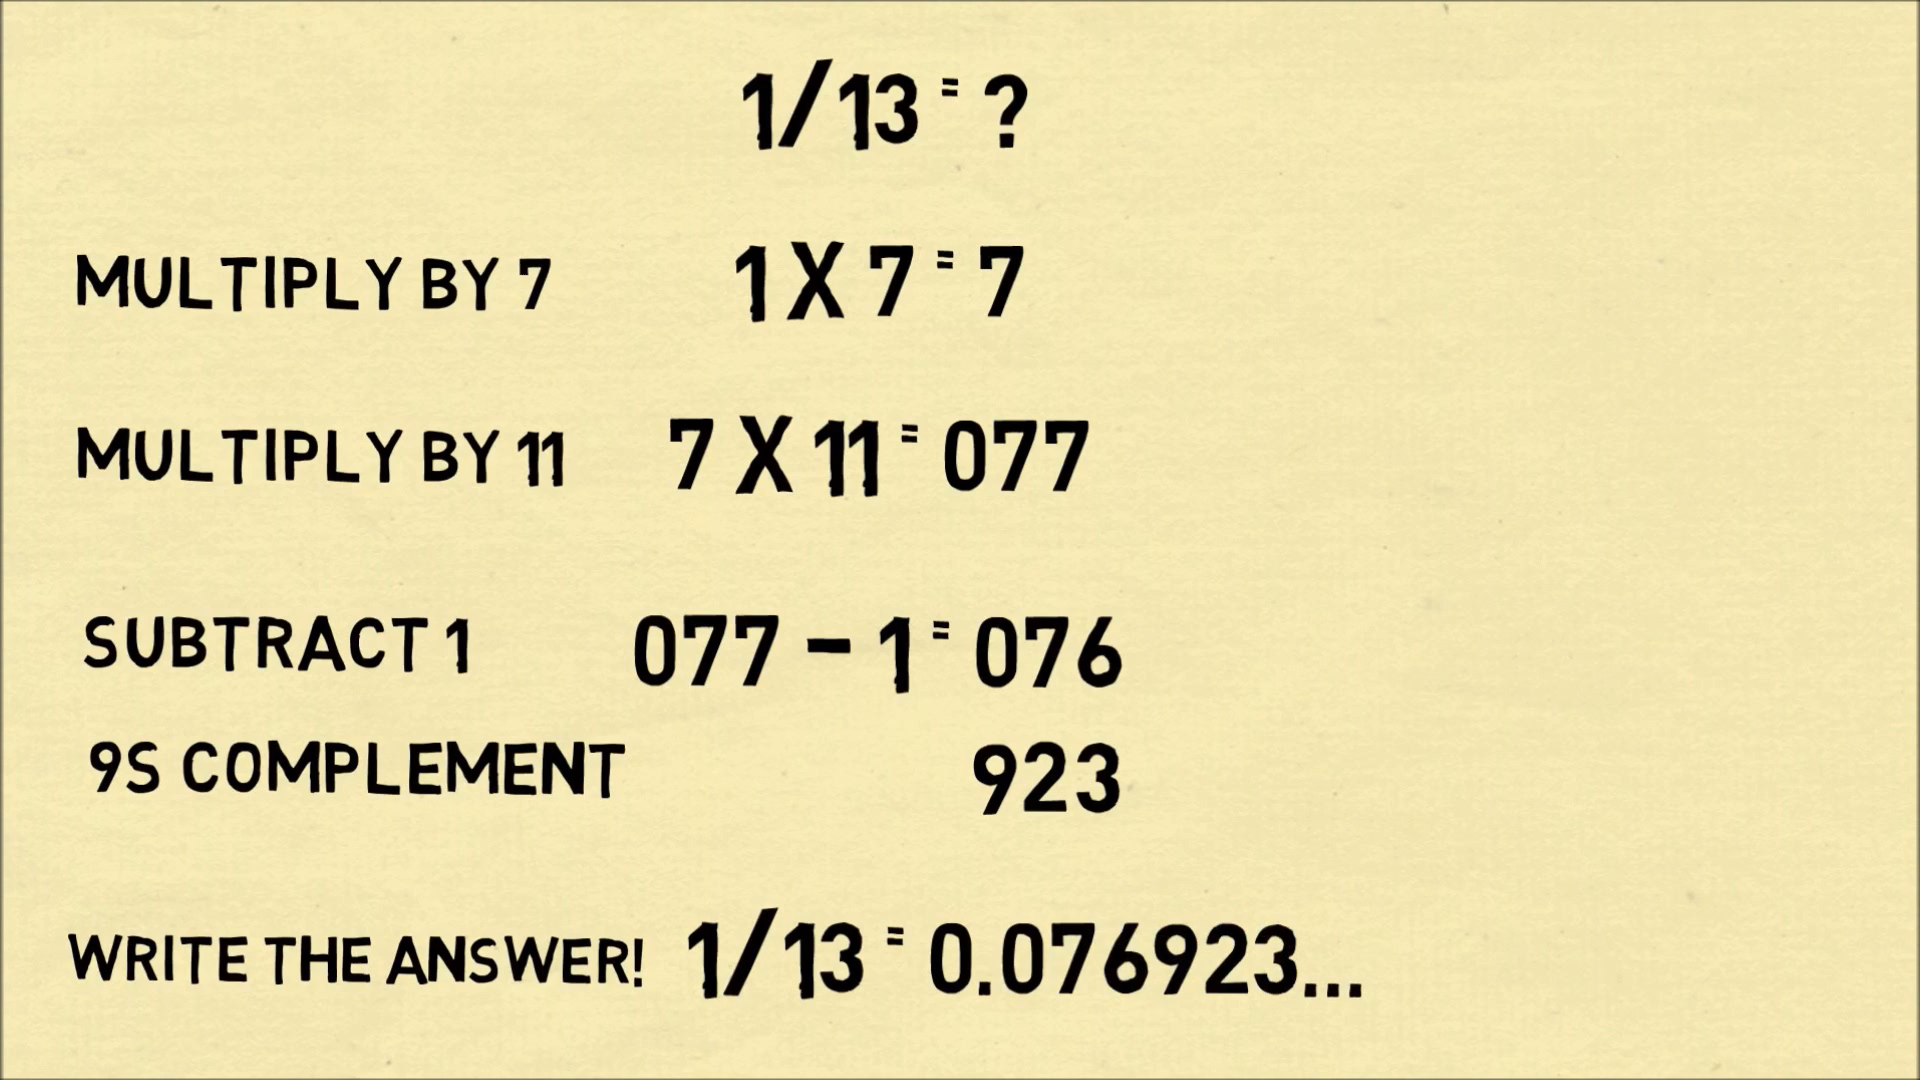 1/13 = ?
MULTIPLY BY 7 1 X 7 = 7
MULTIPLY BY 11 7 X 11 = 077
SUBTRACT 1 077 - 1 = 076
9S COMPLEMENT 923
WRITE THE ANSWER! 1/13 = 0.076923...